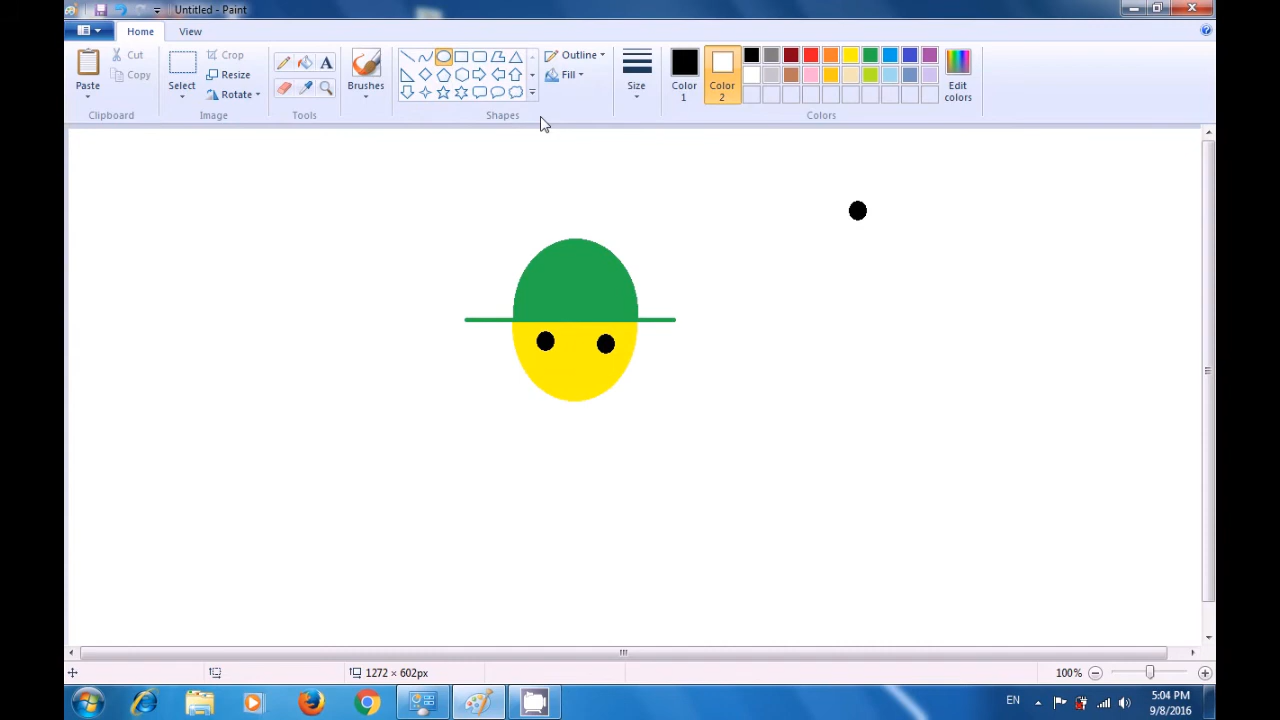 Untitled - Paint
Home View
Paste
Cut
Copy
Clipboard
Select
Crop
Resize
Rotate
Image
A
Tools
Brushes
Shapes
Outline
Fill
Size
Color 1
Color 2
Edit colors
Colors
1272 × 602px
100%
EN
5:04 PM
9/8/2016